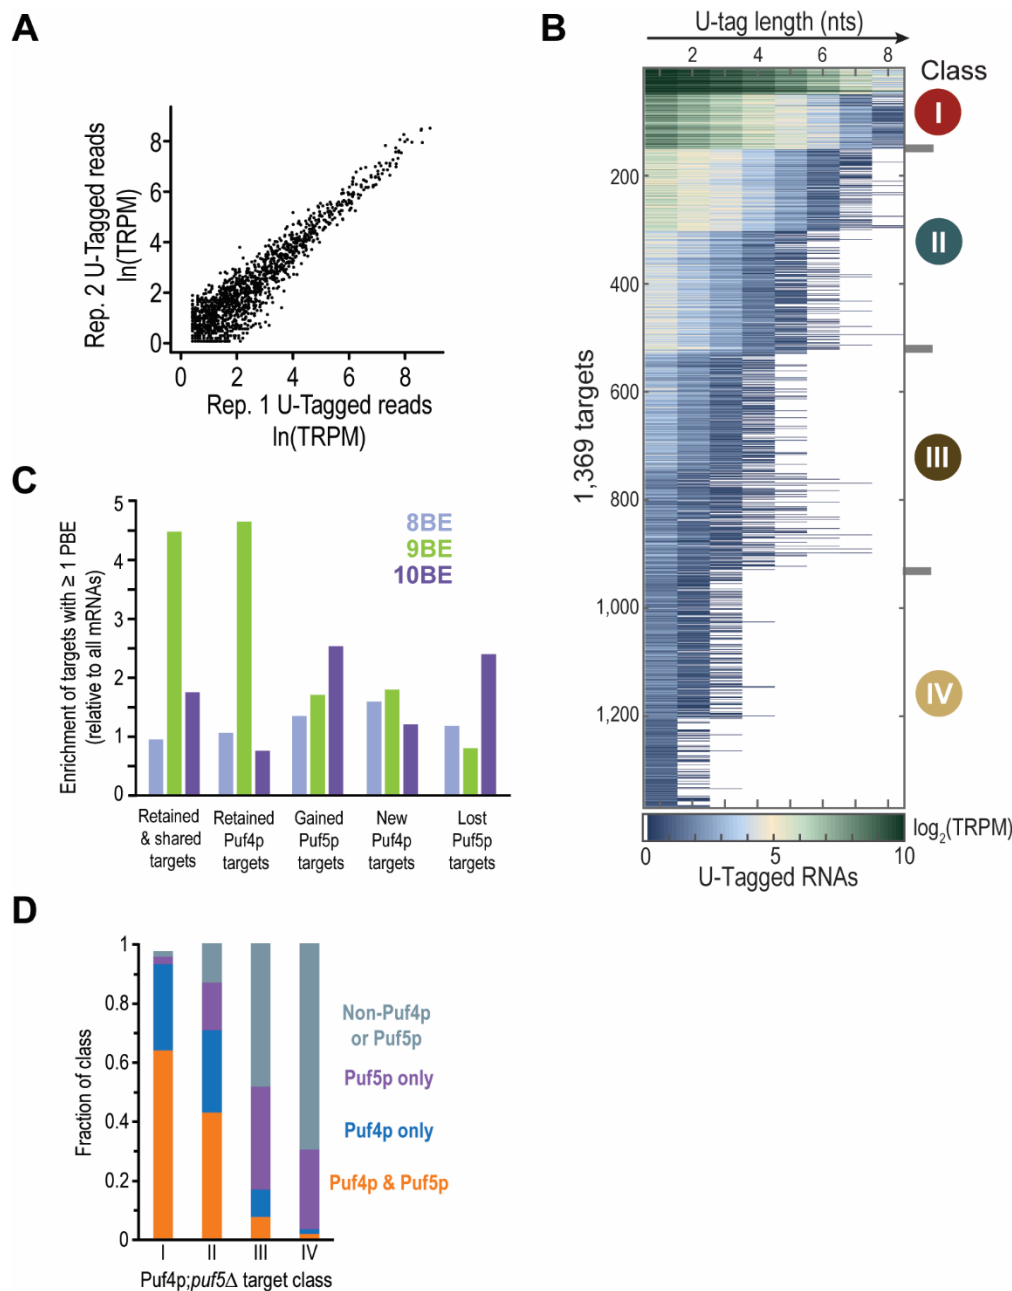 A
Rep. 2 U-Tagged reads
ln(TRPM)
8
6
4
2
0
0 2 4 6 8
Rep. 1 U-Tagged reads
ln(TRPM)
B
U-tag length (nts)
2 4 6 8
Class
1,369 targets
200
400
600
800
1,000
1,200
I
II
III
IV
log2(TRPM)
0 5 10
U-Tagged RNAs
C
Enrichment of targets with ≥ 1 PBE
(relative to all mRNAs)
5
4
3
2
1
0
8BE
9BE
10BE
Retained
& shared
targets
Retained
Puf4p
targets
Gained
Puf5p
targets
New
Puf4p
targets
Lost
Puf5p
targets
D
Fraction of class
1
0.8
0.6
0.4
0.2
0
I II III IV
Puf4p;puf5Δ target class
Non-Puf4p
or Puf5p
Puf5p only
Puf4p only
Puf4p & Puf5p